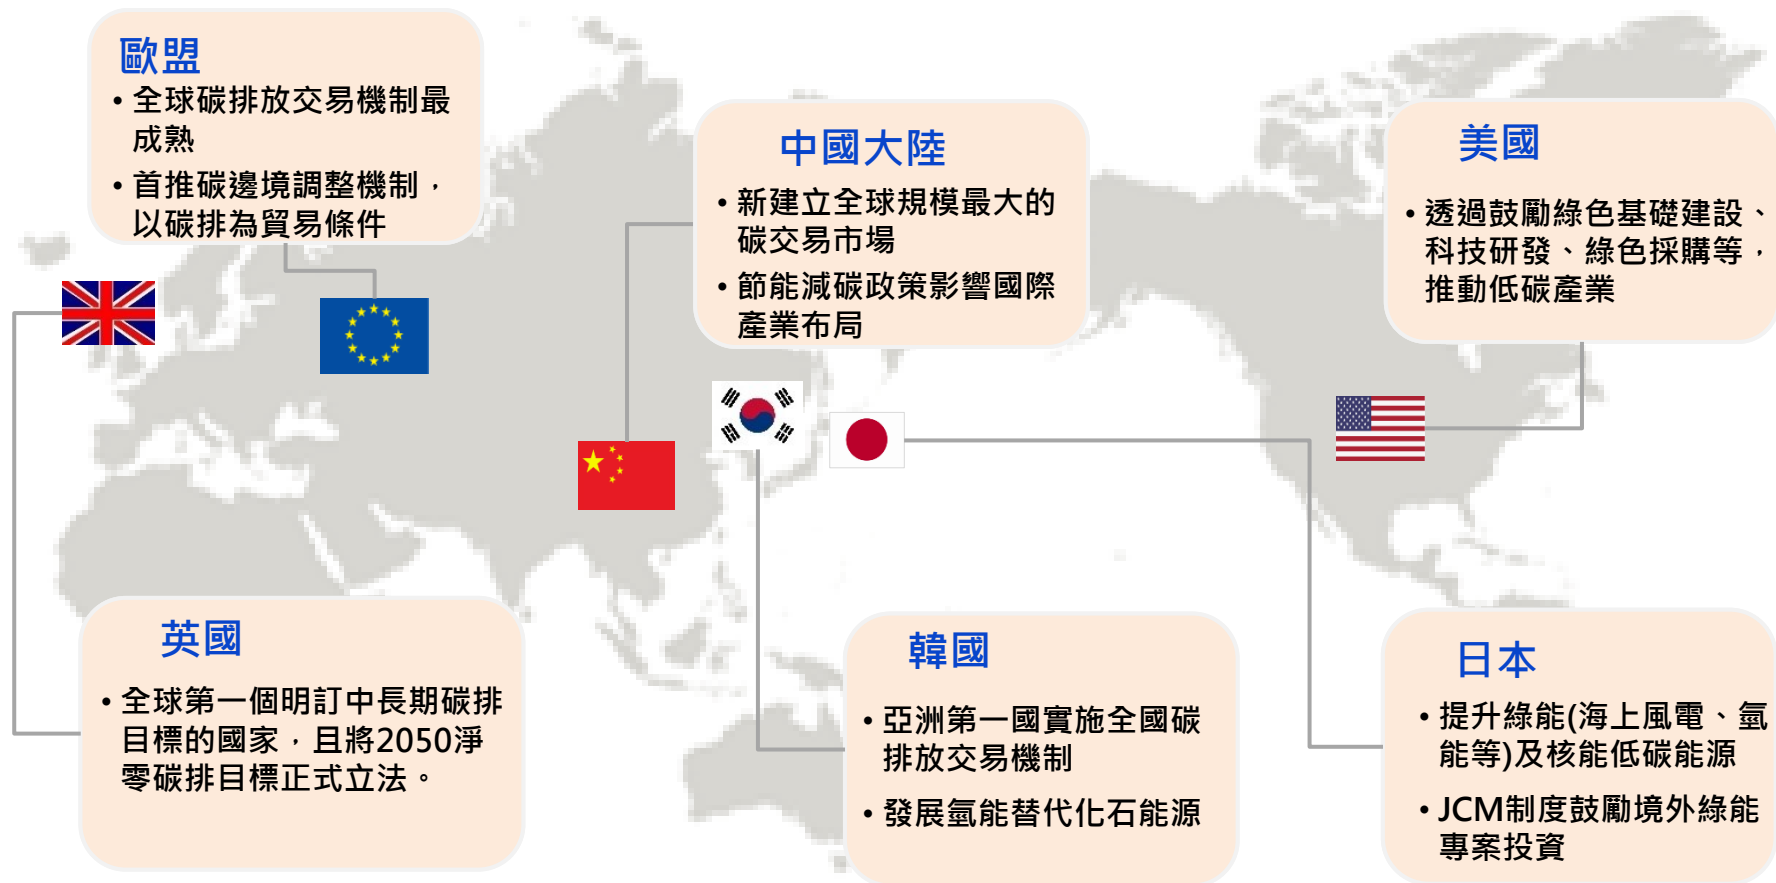 歐盟
• 全球碳排放交易機制最
成熟
• 首推碳邊境調整機制，
以碳排為貿易條件
中國大陸
• 新建立全球規模最大的
碳交易市場
• 節能減碳政策影響國際
產業布局
美國
• 透過鼓勵綠色基礎建設、
科技研發、綠色採購等，
推動低碳產業
英國
• 全球第一個明訂中長期碳排
目標的國家，且將2050淨
零碳排目標正式立法。
韓國
• 亞洲第一國實施全國碳
排放交易機制
• 發展氫能替代化石能源
日本
• 提升綠能(海上風電、氫
能等)及核能低碳能源
• JCM制度鼓勵境外綠能
專案投資